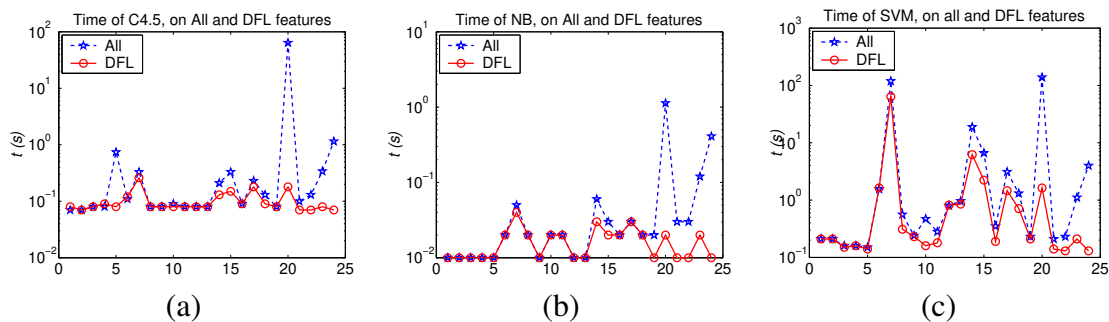 Time of C4.5, on All and DFL features
All
DFL
t (s)
10^2
10^1
10^0
10^-1
10^-2
0 5 10 15 20 25
(a)
Time of NB, on All and DFL features
All
DFL
t (s)
10^1
10^0
10^-1
10^-2
0 5 10 15 20 25
(b)
Time of SVM, on all and DFL features
All
DFL
t (s)
10^3
10^2
10^1
10^0
10^-1
0 5 10 15 20 25
(c)